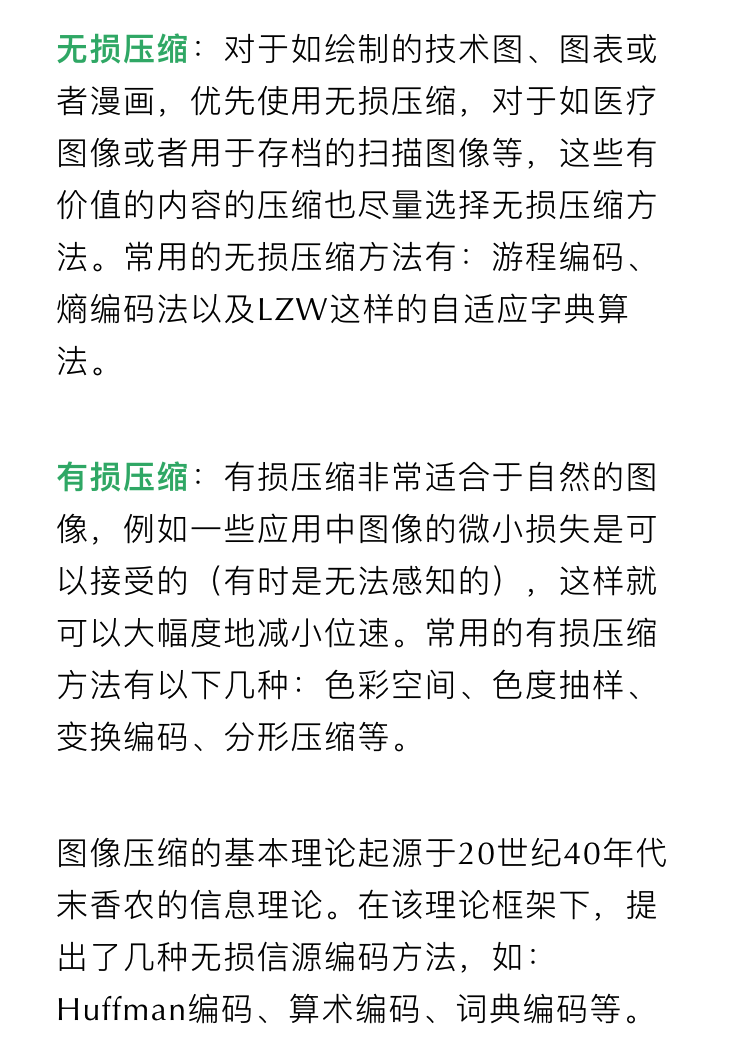 无损压缩：对于如绘制的技术图、图表或
者漫画，优先使用无损压缩，对于如医疗
图像或者用于存档的扫描图像等，这些有
价值的内容的压缩也尽量选择无损压缩方
法。常用的无损压缩方法有：游程编码、
熵编码法以及LZW这样的自适应字典算
法。
有损压缩：有损压缩非常适合于自然的图
像，例如一些应用中图像的微小损失是可
以接受的（有时是无法感知的），这样就
可以大幅度地减小位速。常用的有损压缩
方法有以下几种：色彩空间、色度抽样、
变换编码、分形压缩等。
图像压缩的基本理论起源于20世纪40年代
末香农的信息理论。在该理论框架下，提
出了几种无损信源编码方法，如：
Huffman编码、算术编码、词典编码等。